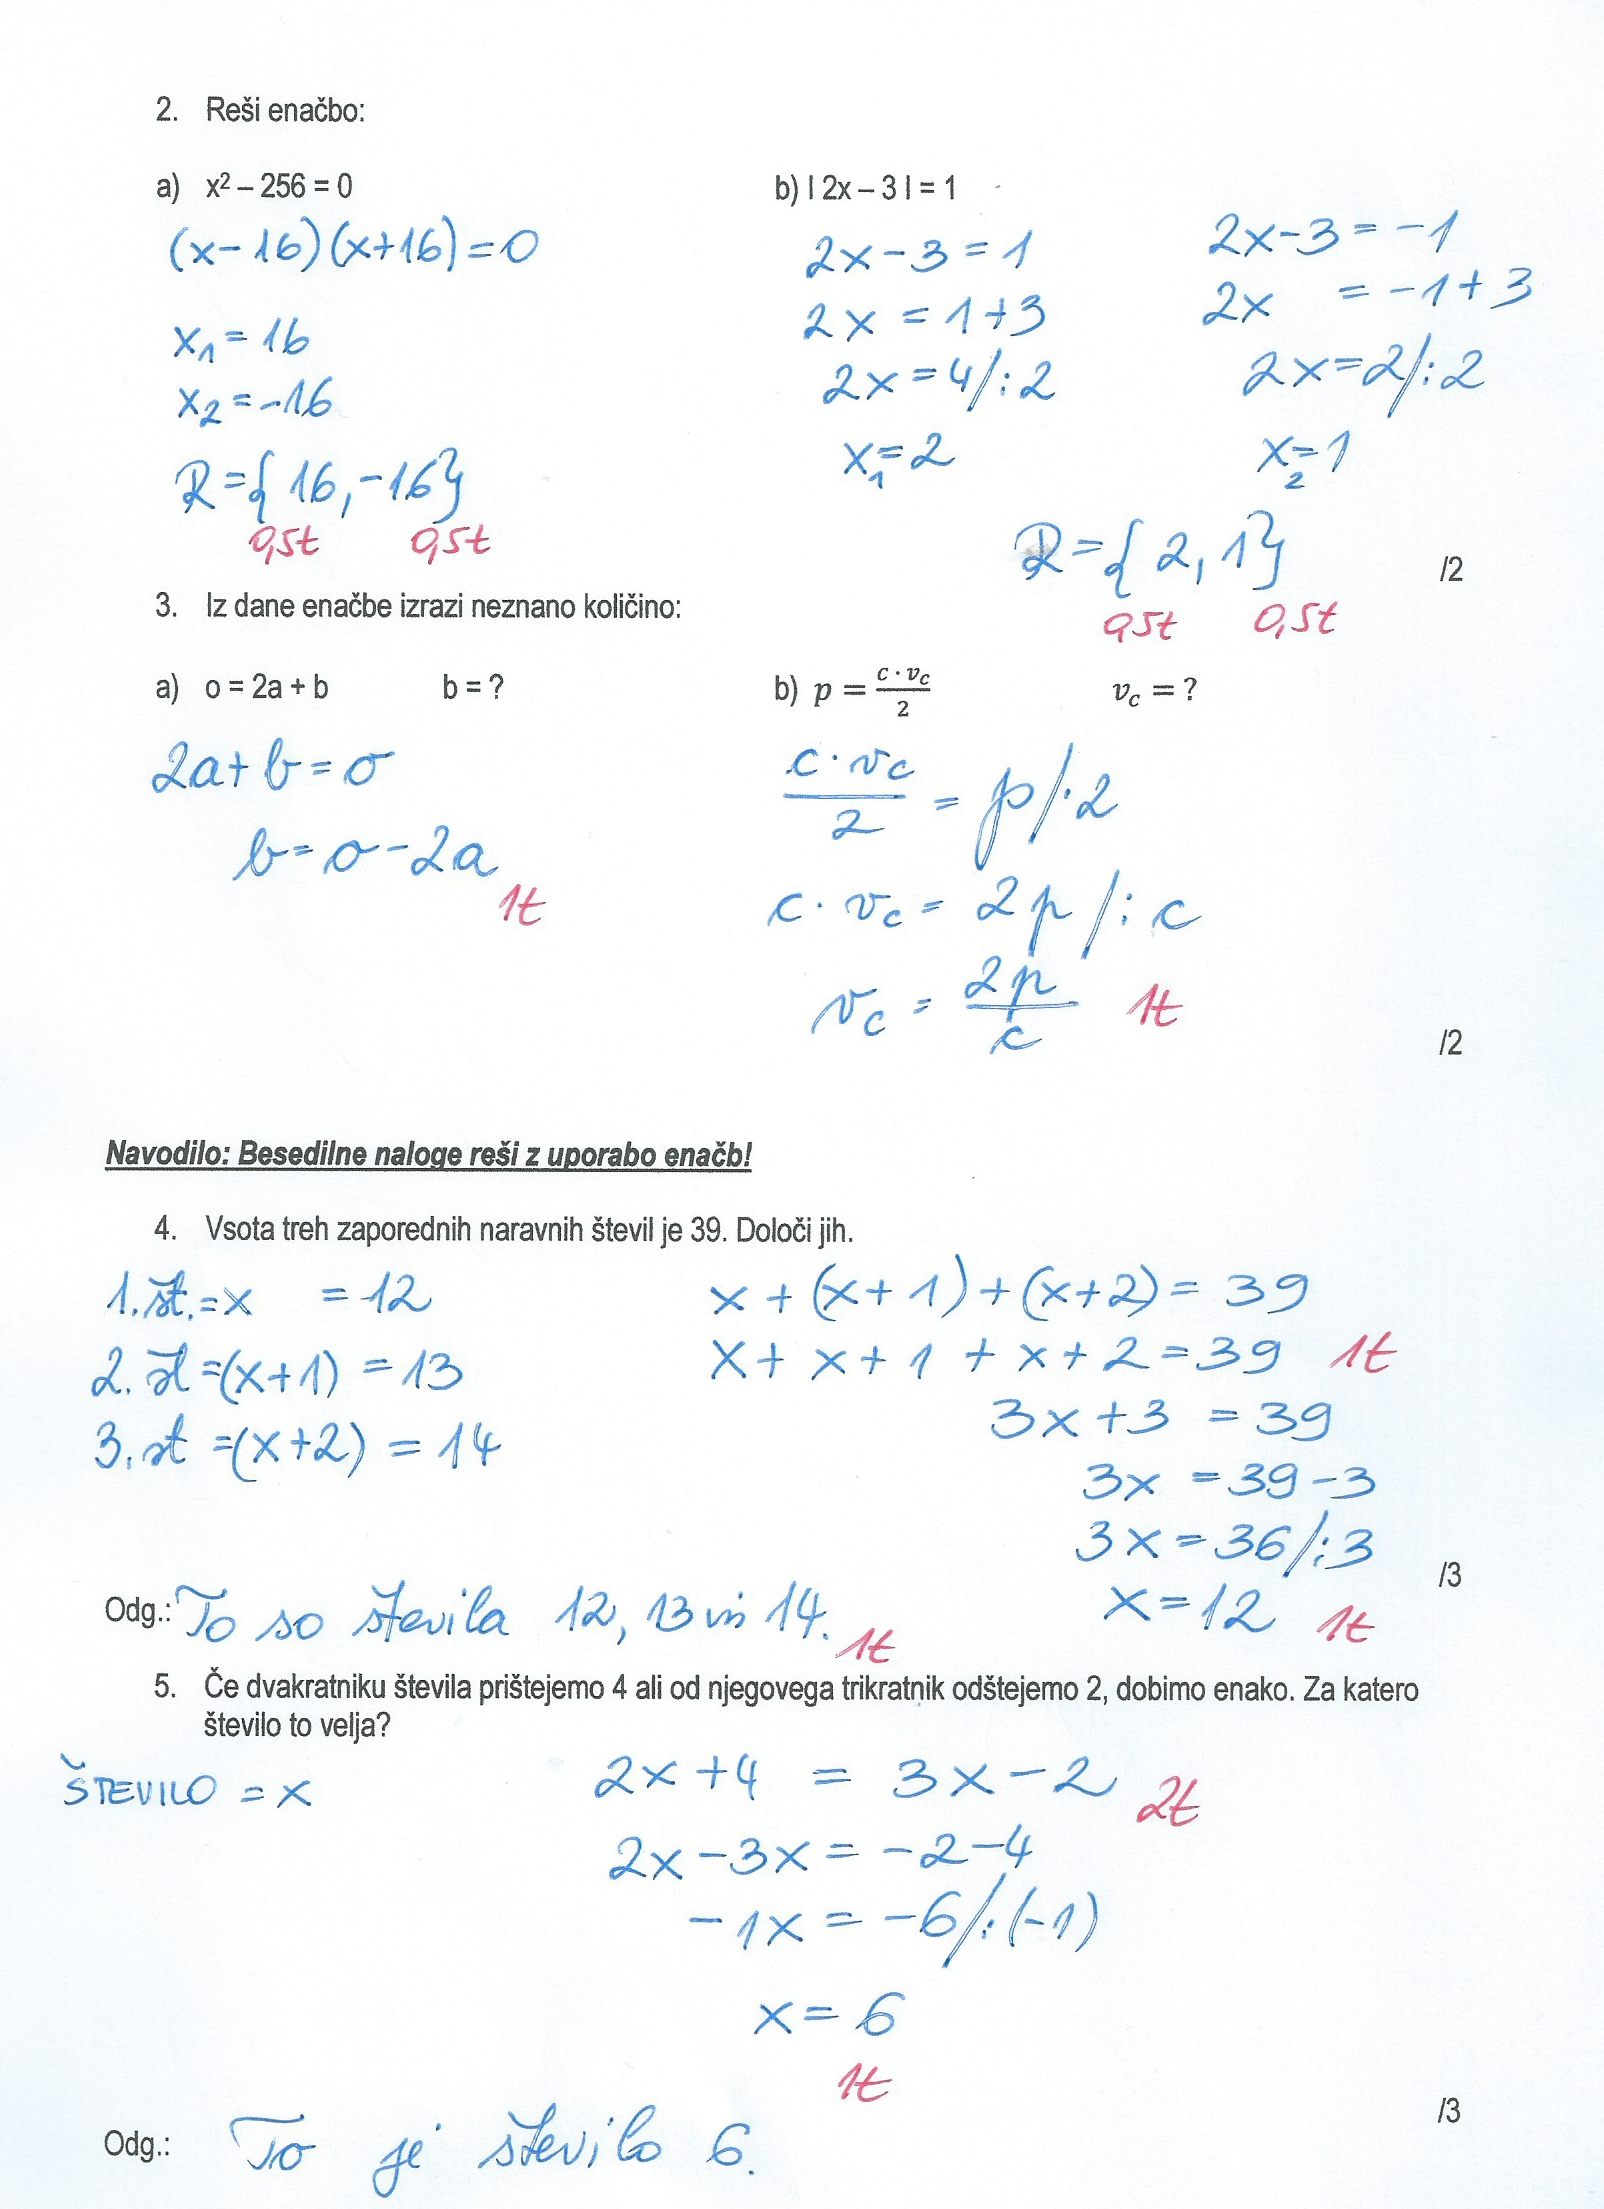 2. Reši enačbo:
a) x² – 256 = 0
(x-16)(x+16)=0
x₁=16
x₂=-16
R={16,-16}
0,5t 0,5t
b) | 2x – 3 | = 1
2x-3=1
2x=1+3
2x=4/:2
x₁=2
2x-3=-1
2x =-1+3
2x=2/:2
x₂=1
R={2,1}
0,5t 0,5t
/2
3. Iz dane enačbe izrazi neznano količino:
a) o = 2a + b b = ?
2a+b=o
b=o-2a
1t
b) p = c · v_c / 2 v_c = ?
c·v_c / 2 = p/·2
c·v_c = 2p/:c
v_c = 2p / c 1t
/2
Navodilo: Besedilne naloge reši z uporabo enačb!
4. Vsota treh zaporednih naravnih števil je 39. Določi jih.
1. št.=x =12
2. št=(x+1) =13
3. št=(x+2) =14
x+(x+1)+(x+2)=39
x+x+1+x+2=39 1t
3x+3=39
3x=39-3
3x=36/:3
x=12 1t
/3
Odg.: To so števila 12, 13 in 14. 1t
5. Če dvakratniku števila prištejemo 4 ali od njegovega trikratnik odštejemo 2, dobimo enako. Za katero
število to velja?
ŠTEVILO = x
2x+4 = 3x-2 2t
2x-3x=-2-4
-1x=-6/:(-1)
x=6
1t
/3
Odg.: To je število 6.